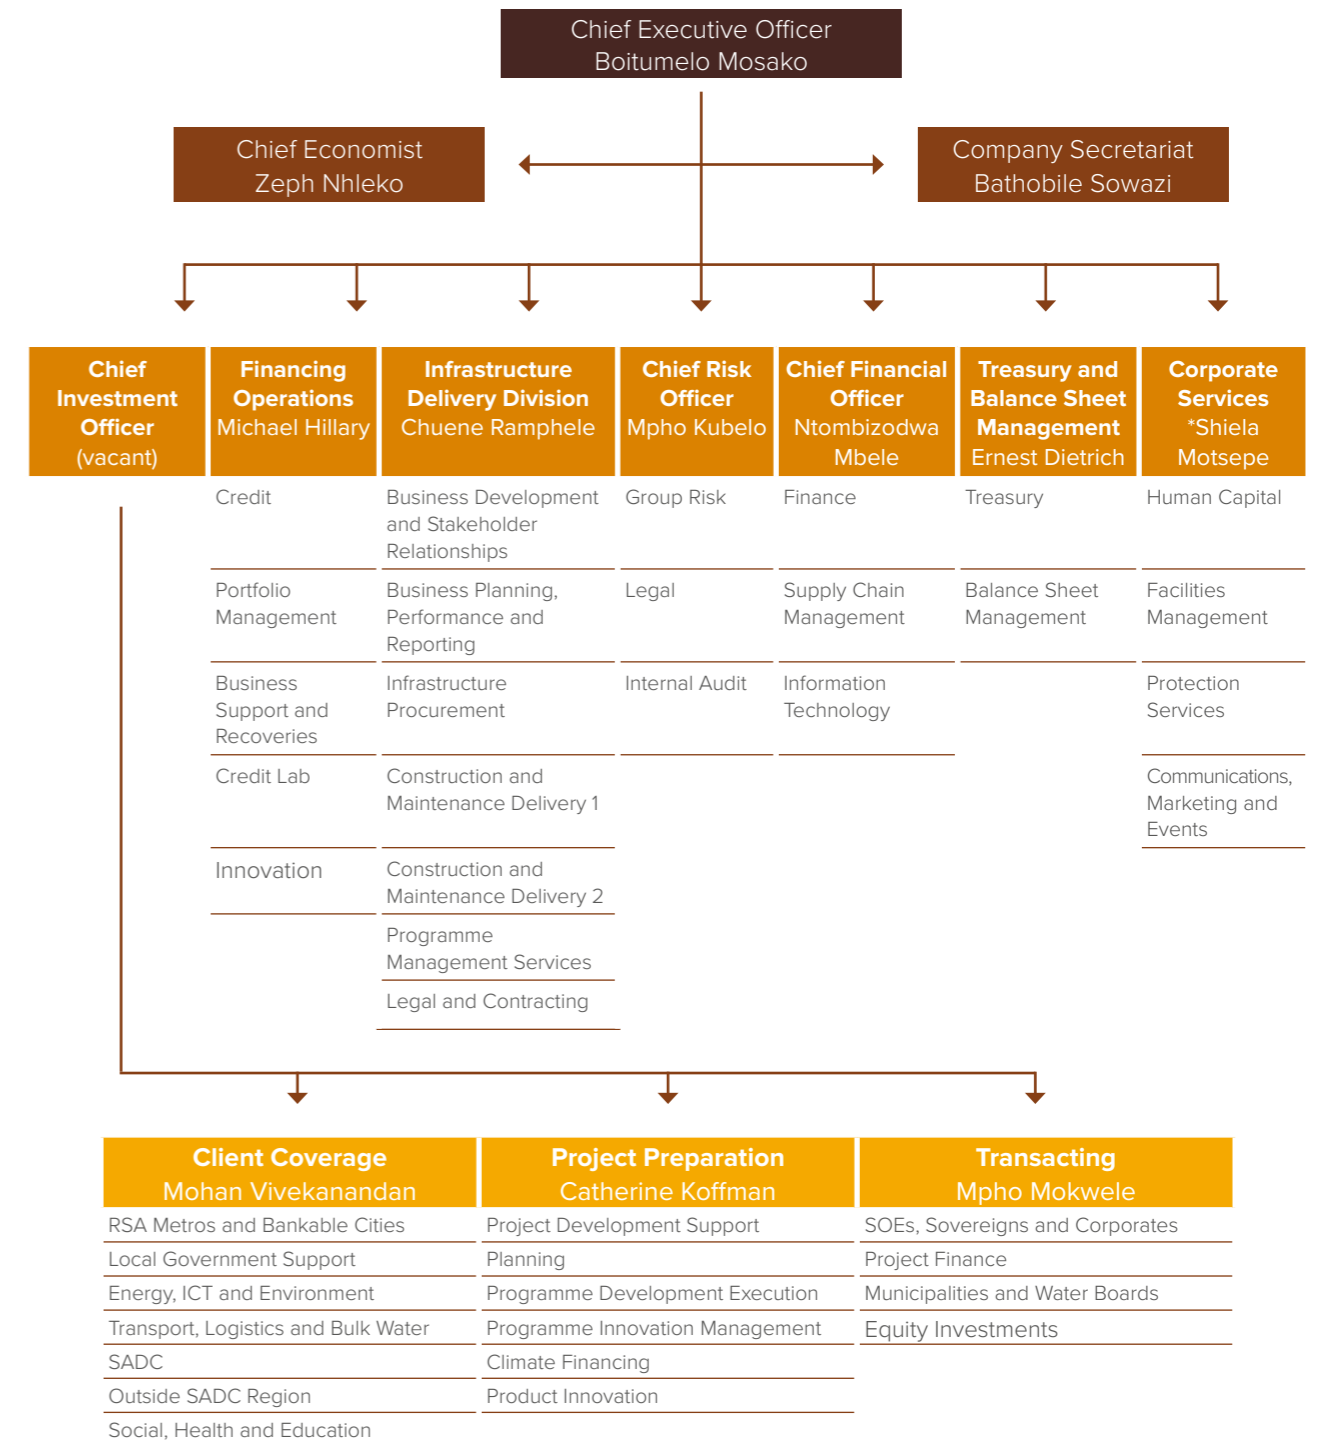 Chief Executive Officer
Boitumelo Mosako
Chief Economist
Zeph Nhleko
Company Secretariat
Bathobile Sowazi
Chief
Investment
Officer
(vacant)
Financing
Operations
Michael Hillary
Infrastructure
Delivery Division
Chuene Ramphele
Chief Risk
Officer
Mpho Kubelo
Chief Financial
Officer
Ntombizodwa
Mbele
Treasury and
Balance Sheet
Management
Ernest Dietrich
Corporate
Services
*Shiela
Motsepe
Credit
Portfolio
Management
Business
Support and
Recoveries
Credit Lab
Innovation
Business Development
and Stakeholder
Relationships
Business Planning,
Performance and
Reporting
Infrastructure
Procurement
Construction and
Maintenance Delivery 1
Construction and
Maintenance Delivery 2
Programme
Management Services
Legal and Contracting
Group Risk
Legal
Internal Audit
Finance
Supply Chain
Management
Information
Technology
Treasury
Balance Sheet
Management
Human Capital
Facilities
Management
Protection
Services
Communications,
Marketing and
Events
Client Coverage
Mohan Vivekanandan
RSA Metros and Bankable Cities
Local Government Support
Energy, ICT and Environment
Transport, Logistics and Bulk Water
SADC
Outside SADC Region
Social, Health and Education
Project Preparation
Catherine Koffman
Project Development Support
Planning
Programme Development Execution
Programme Innovation Management
Climate Financing
Product Innovation
Transacting
Mpho Mokwele
SOEs, Sovereigns and Corporates
Project Finance
Municipalities and Water Boards
Equity Investments